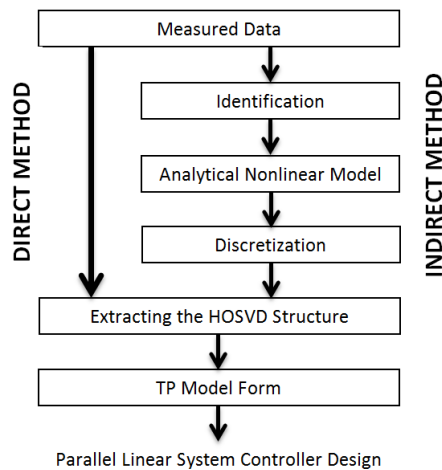 Measured Data
DIRECT METHOD
Identification
Analytical Nonlinear Model
Discretization
INDIRECT METHOD
Extracting the HOSVD Structure
TP Model Form
Parallel Linear System Controller Design